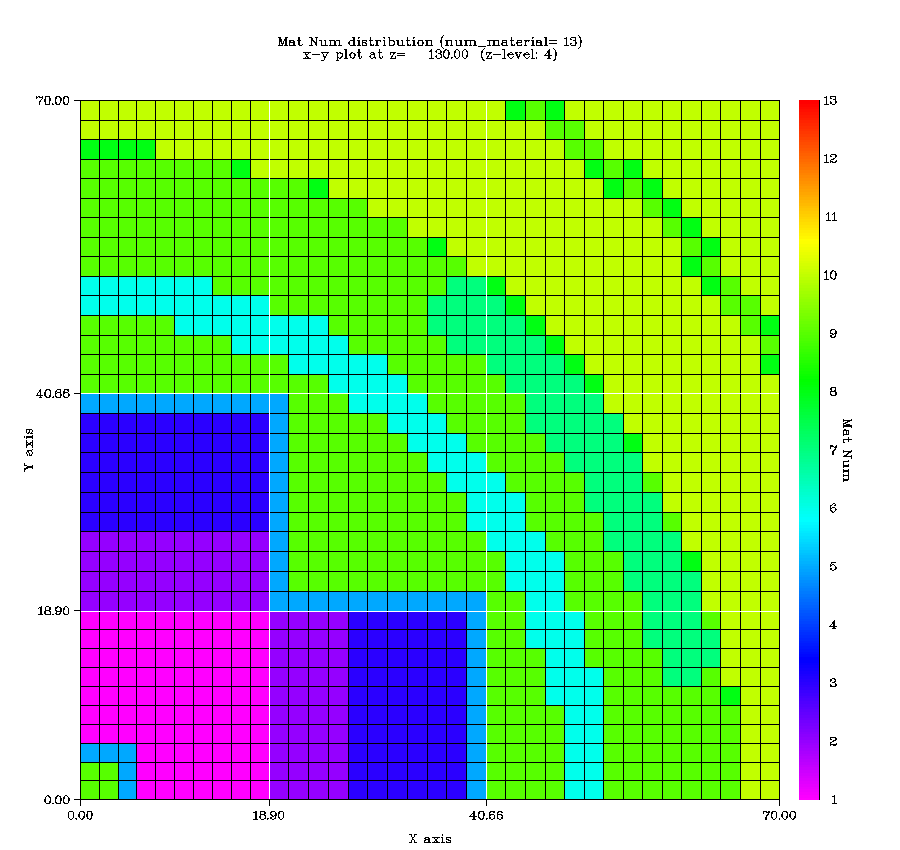 Mat Num distribution (num_material= 13)
x-y plot at z= 130.00 (z-level: 4)
70.00
40.66
18.90
0.00
Y axis
0.00 18.90 40.66 70.00
X axis
13
12
11
10
9
8
7
6
5
4
3
2
1
Mat Num